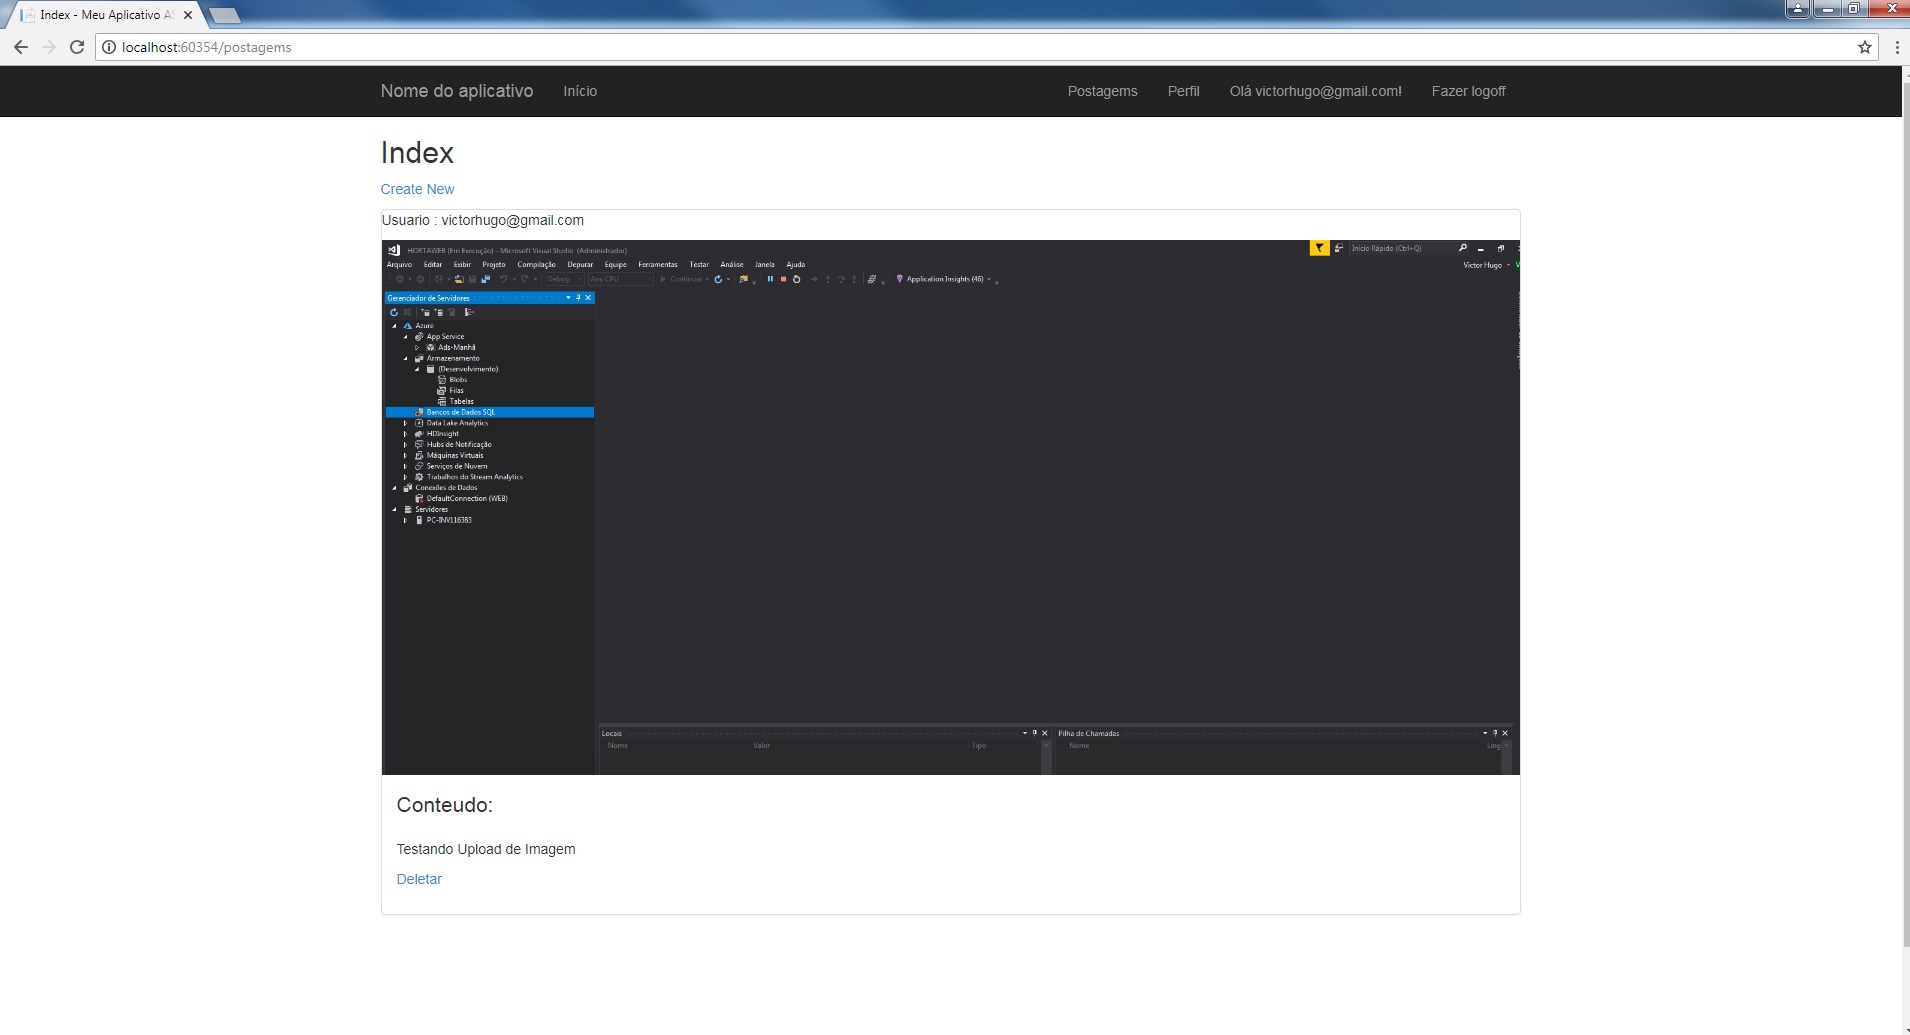 Index - Meu Aplicativo AS
localhost:60354/postagems
Nome do aplicativo Início Postagems Perfil Olá victorhugo@gmail.com! Fazer logoff
Index
Create New
Usuario : victorhugo@gmail.com
HORTAWEB (Em Execução) - Microsoft Visual Studio (Administrador) Início Rápido (Ctrl+Q)
Arquivo Editar Exibir Projeto Compilação Depurar Equipe Ferramentas Testar Análise Janela Ajuda Victor Hugo
Debug Any CPU Continuar Application Insights (46)
Gerenciador de Servidores
Azure
App Service
Ads-Manhã
Armazenamento
(Desenvolvimento)
Blobs
Filas
Tabelas
Bancos de Dados SQL
Data Lake Analytics
HDInsight
Hubs de Notificação
Máquinas Virtuais
Serviços de Nuvem
Trabalhos do Stream Analytics
Conexões de Dados
DefaultConnection (WEB)
Servidores
PC-INV116383
Locais Pilha de Chamadas
Nome Valor Tipo Nome Ling
Conteudo:
Testando Upload de Imagem
Deletar